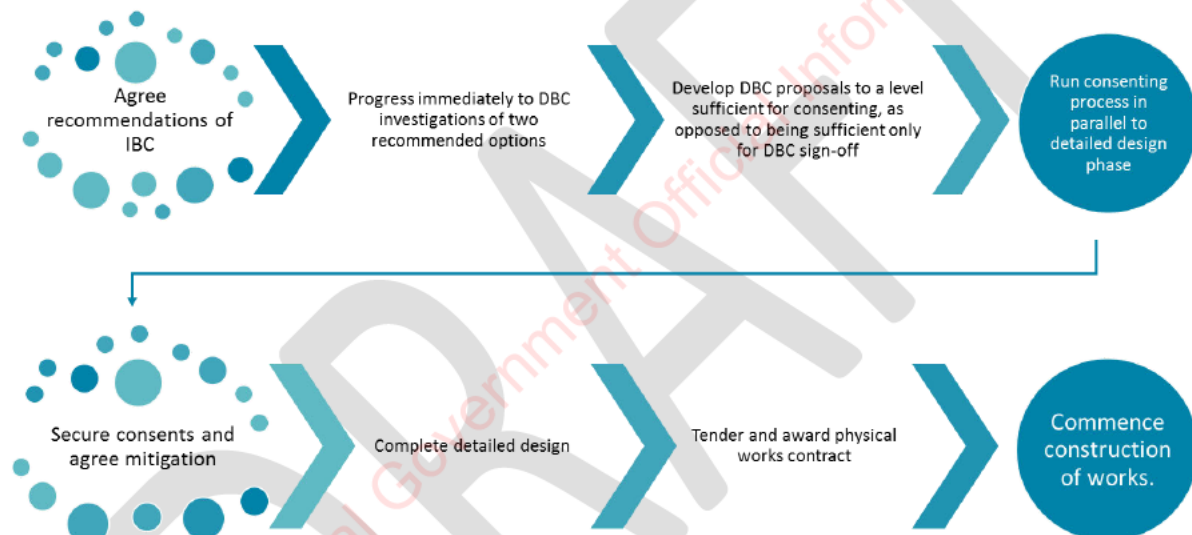 Agree
recommendations of
IBC
Progress immediately to DBC
investigations of two
recommended options
Develop DBC proposals to a level
sufficient for consenting, as
opposed to being sufficient only
for DBC sign-off
Run consenting
process in
parallel to
detailed design
phase
Secure consents and
agree mitigation
Complete detailed design
Tender and award physical
works contract
Commence
construction
of works.
Government Official